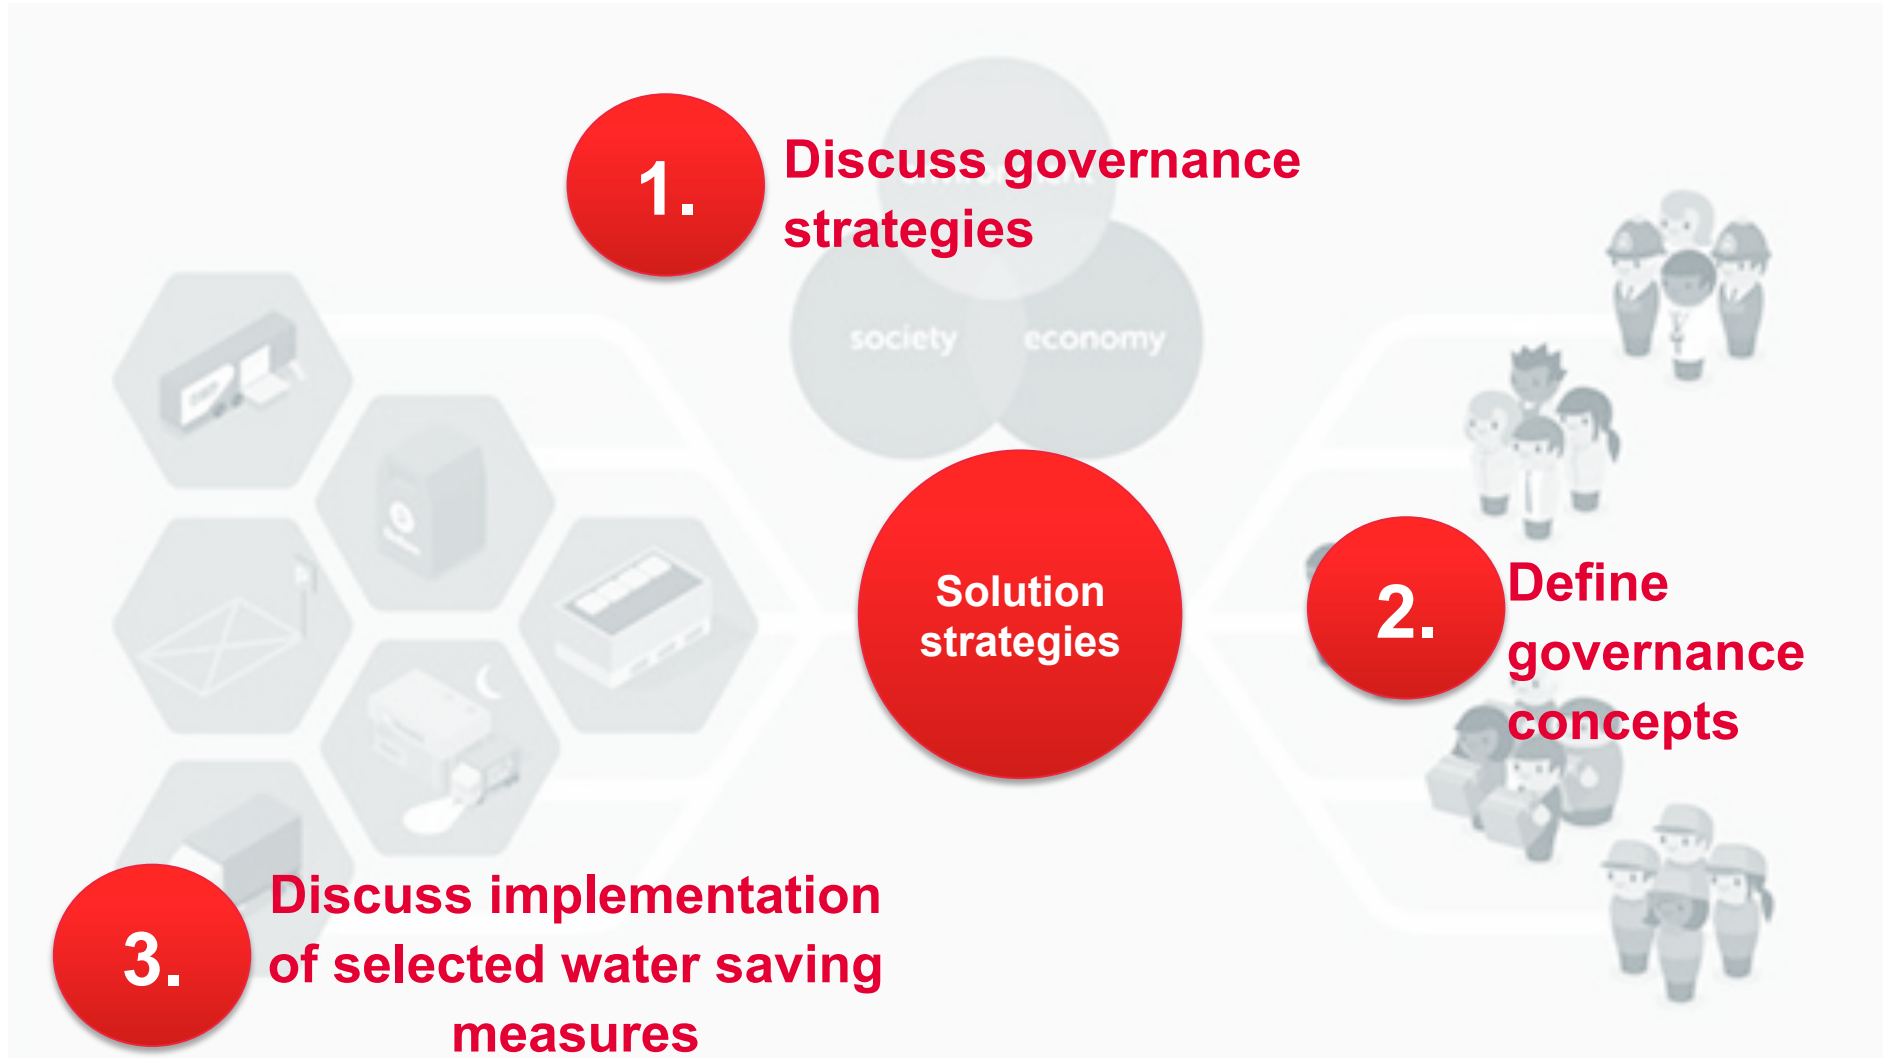 1.
Discuss governance
strategies
environment
society
economy
Solution
strategies
2.
Define
governance
concepts
3.
Discuss implementation
of selected water saving
measures